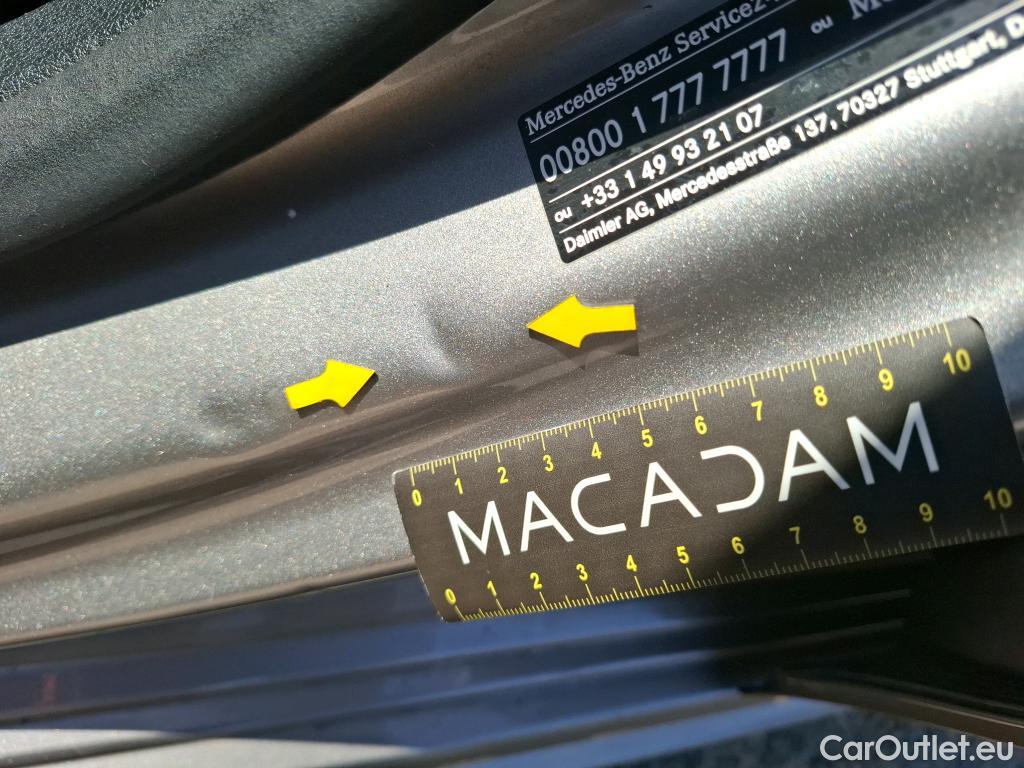 Mercedes-Benz Service2
00800 1 777 7777 ou
ou +33 1 49 93 21 07
Daimler AG, Mercedesstraße 137, 70327 Stuttgart, D
0 1 2 3 4 5 6 7 8 9 10
MACADAM
0 1 2 3 4 5 6 7 8 9 10
CarOutlet.eu